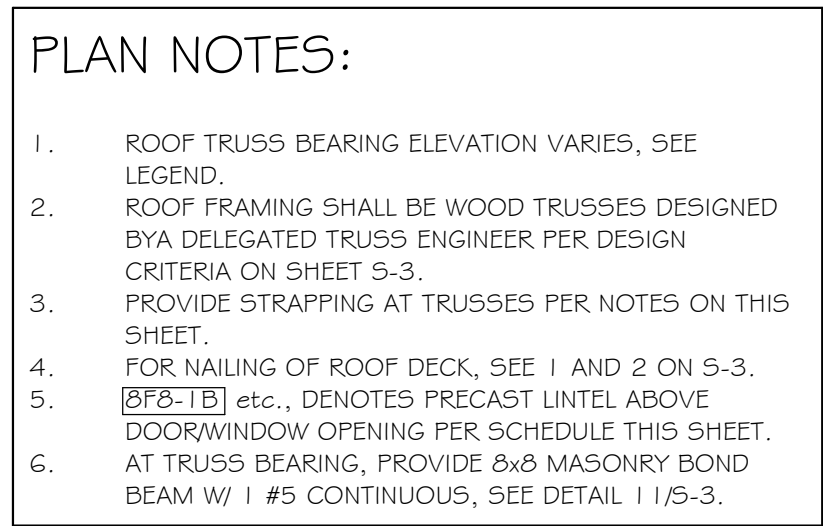 PLAN NOTES:
1. ROOF TRUSS BEARING ELEVATION VARIES, SEE
LEGEND.
2. ROOF FRAMING SHALL BE WOOD TRUSSES DESIGNED
BYA DELEGATED TRUSS ENGINEER PER DESIGN
CRITERIA ON SHEET S-3.
3. PROVIDE STRAPPING AT TRUSSES PER NOTES ON THIS
SHEET.
4. FOR NAILING OF ROOF DECK, SEE 1 AND 2 ON S-3.
5. 8F8-1B etc., DENOTES PRECAST LINTEL ABOVE
DOOR/WINDOW OPENING PER SCHEDULE THIS SHEET.
6. AT TRUSS BEARING, PROVIDE 8x8 MASONRY BOND
BEAM W/ 1 #5 CONTINUOUS, SEE DETAIL 11/S-3.